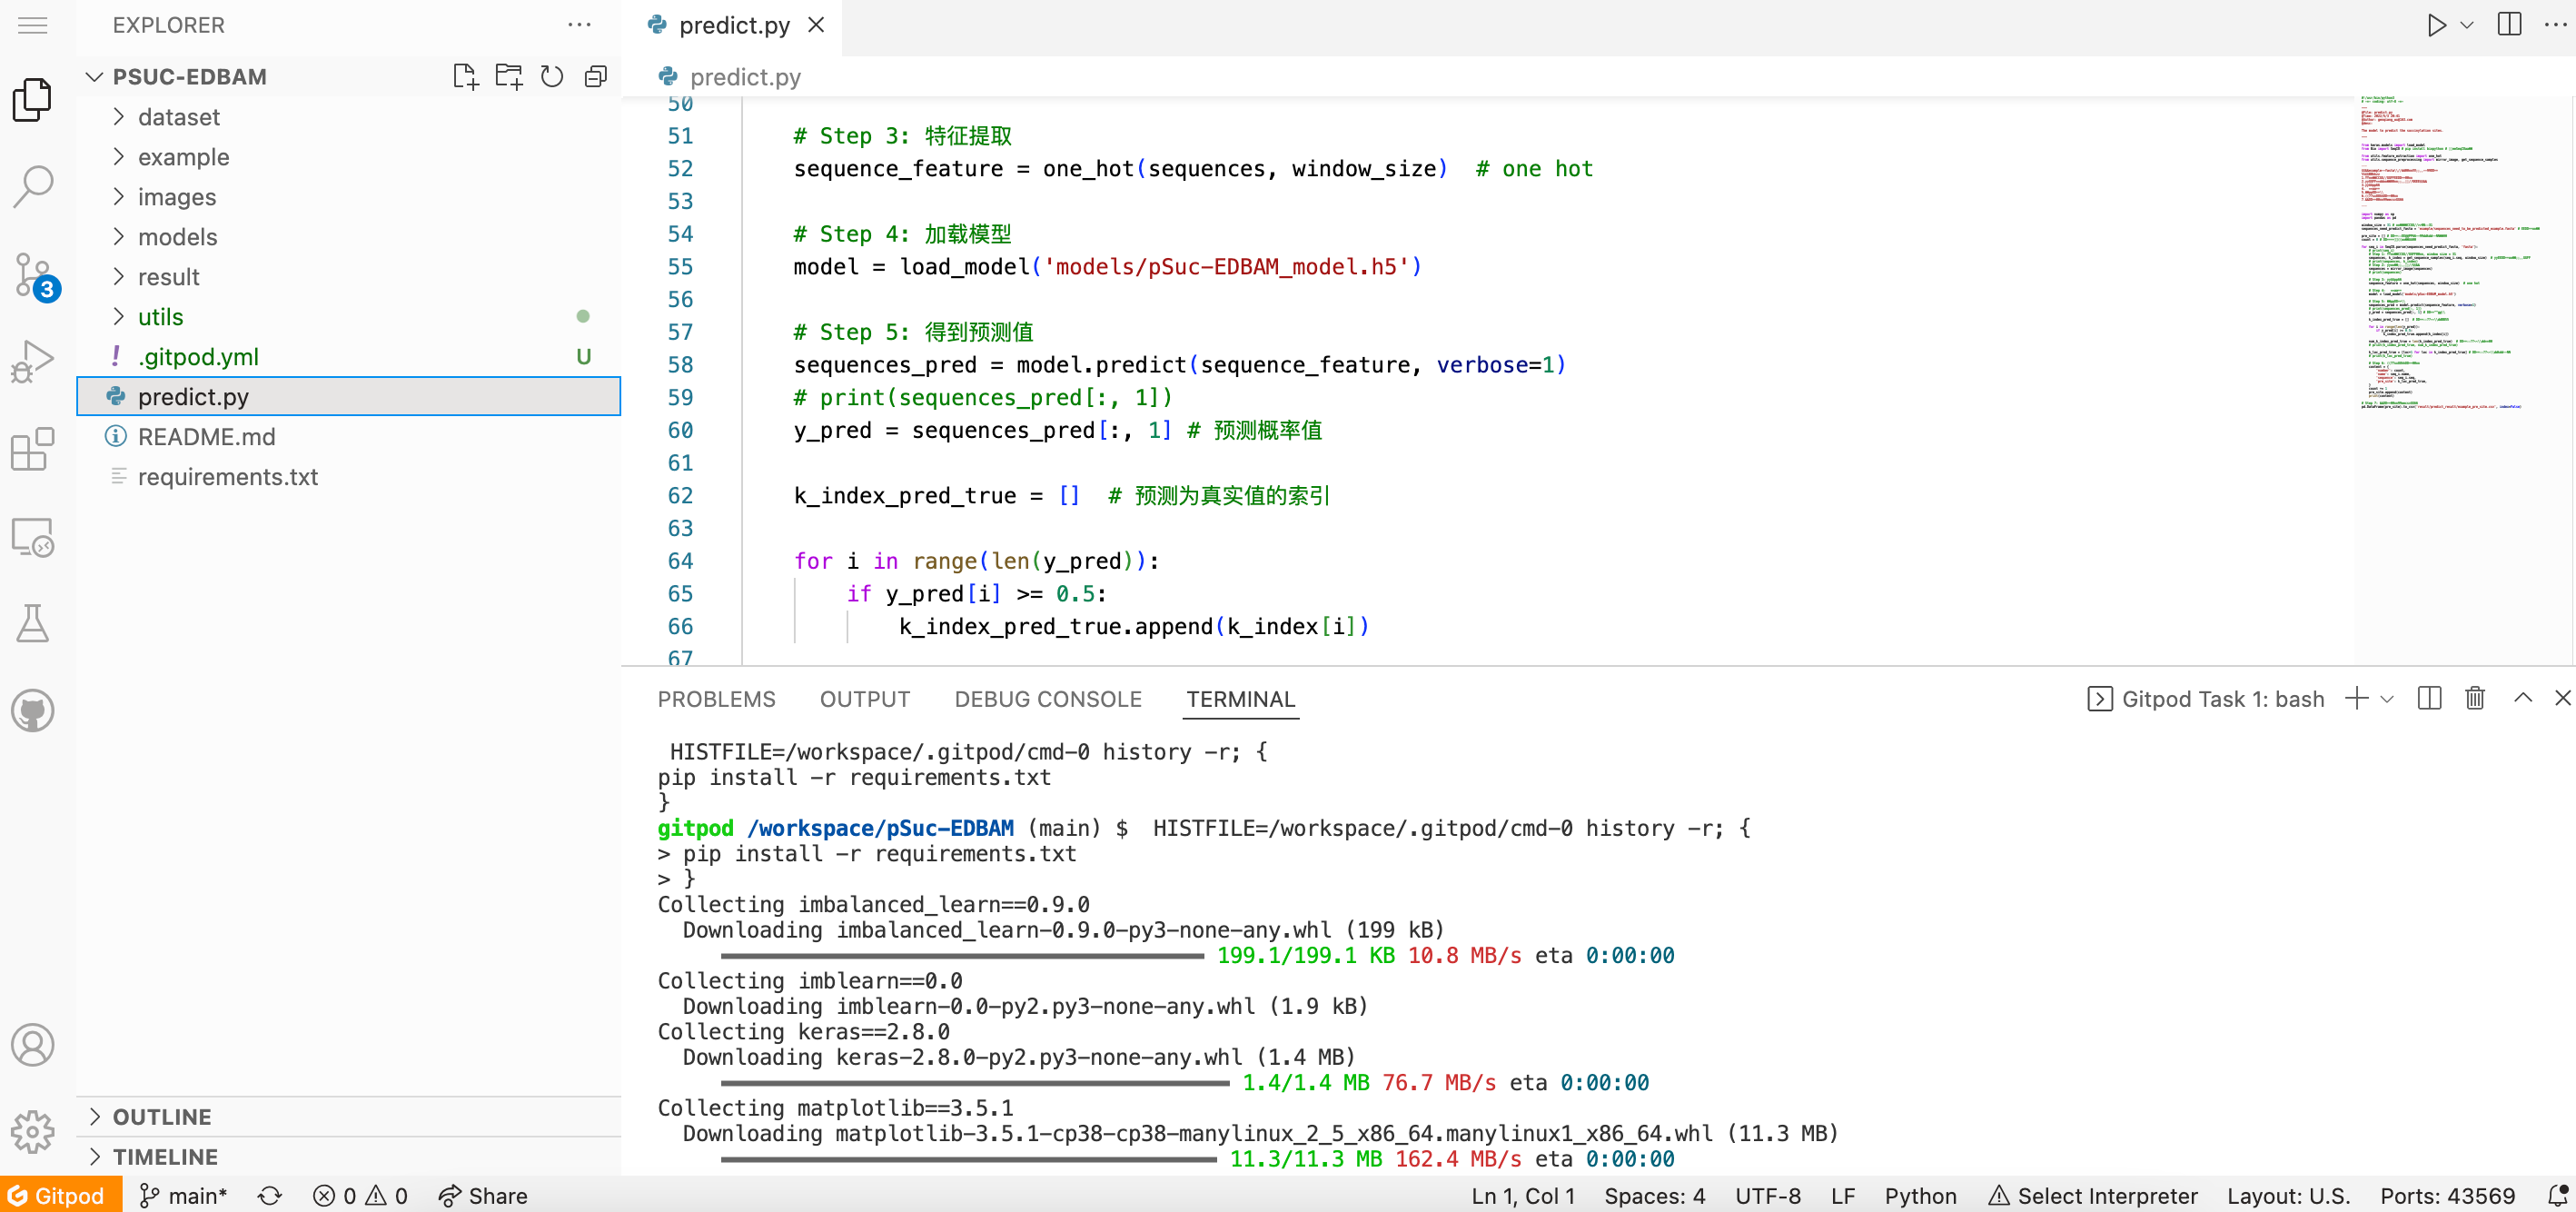 EXPLORER
PSUC-EDBAM
dataset
example
images
models
result
utils
.gitpod.yml U
predict.py
README.md
requirements.txt
OUTLINE
TIMELINE
3
predict.py
predict.py
50
51 # Step 3: 特征提取
52 sequence_feature = one_hot(sequences, window_size)  # one hot
53
54 # Step 4: 加载模型
55 model = load_model('models/pSuc-EDBAM_model.h5')
56
57 # Step 5: 得到预测值
58 sequences_pred = model.predict(sequence_feature, verbose=1)
59 # print(sequences_pred[:, 1])
60 y_pred = sequences_pred[:, 1] # 预测概率值
61
62 k_index_pred_true = []  # 预测为真实值的索引
63
64 for i in range(len(y_pred)):
65 if y_pred[i] >= 0.5:
66 k_index_pred_true.append(k_index[i])
67
PROBLEMS OUTPUT DEBUG CONSOLE TERMINAL
Gitpod Task 1: bash
HISTFILE=/workspace/.gitpod/cmd-0 history -r; {
pip install -r requirements.txt
}
gitpod /workspace/pSuc-EDBAM (main) $  HISTFILE=/workspace/.gitpod/cmd-0 history -r; {
> pip install -r requirements.txt
> }
Collecting imbalanced_learn==0.9.0
Downloading imbalanced_learn-0.9.0-py3-none-any.whl (199 kB)
199.1/199.1 KB 10.8 MB/s eta 0:00:00
Collecting imblearn==0.0
Downloading imblearn-0.0-py2.py3-none-any.whl (1.9 kB)
Collecting keras==2.8.0
Downloading keras-2.8.0-py2.py3-none-any.whl (1.4 MB)
1.4/1.4 MB 76.7 MB/s eta 0:00:00
Collecting matplotlib==3.5.1
Downloading matplotlib-3.5.1-cp38-cp38-manylinux_2_5_x86_64.manylinux1_x86_64.whl (11.3 MB)
11.3/11.3 MB 162.4 MB/s eta 0:00:00
Gitpod main* 0 0 Share Ln 1, Col 1 Spaces: 4 UTF-8 LF Python Select Interpreter Layout: U.S. Ports: 43569